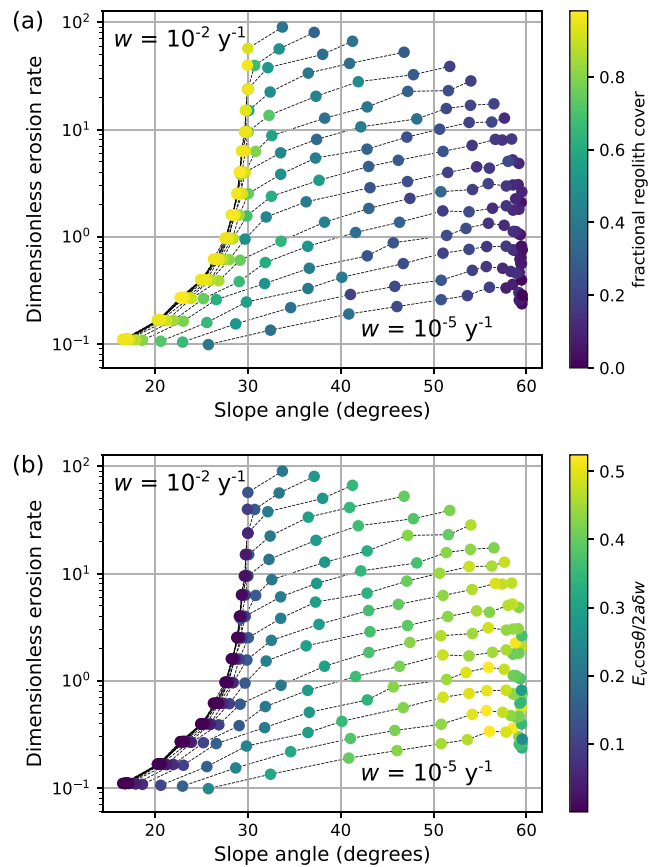 (a)
w = 10⁻² y⁻¹
w = 10⁻⁵ y⁻¹
10²
10¹
10⁰
10⁻¹
Dimensionless erosion rate
20 30 40 50 60
Slope angle (degrees)
0.8
0.6
0.4
0.2
0.0
fractional regolith cover
(b)
w = 10⁻² y⁻¹
w = 10⁻⁵ y⁻¹
10²
10¹
10⁰
10⁻¹
Dimensionless erosion rate
20 30 40 50 60
Slope angle (degrees)
0.5
0.4
0.3
0.2
0.1
Eᵥcosθ/2aδw